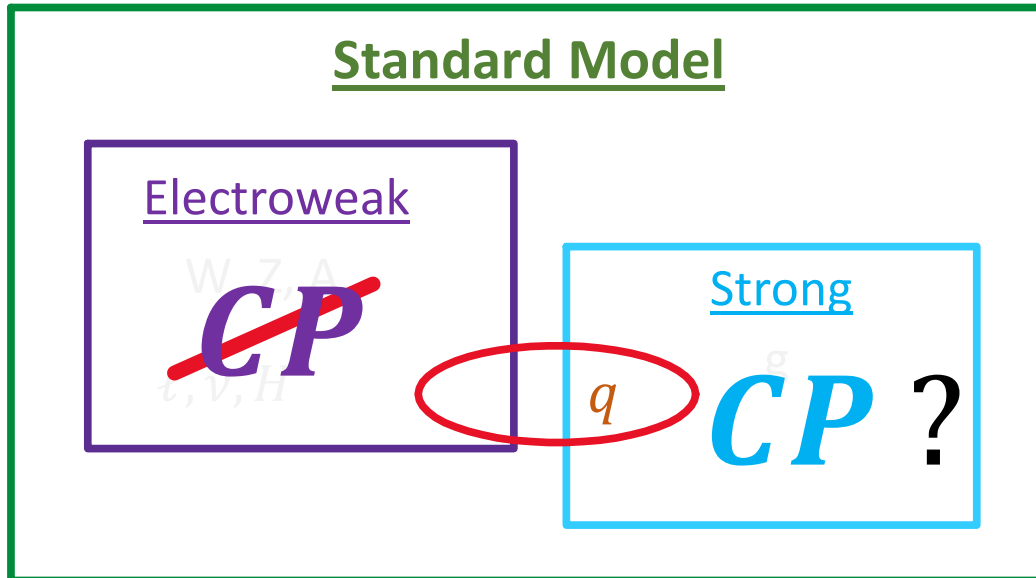 Standard Model
Electroweak
W, Z, A
CP
ℓ, ν, H
Strong
g
q
CP ?